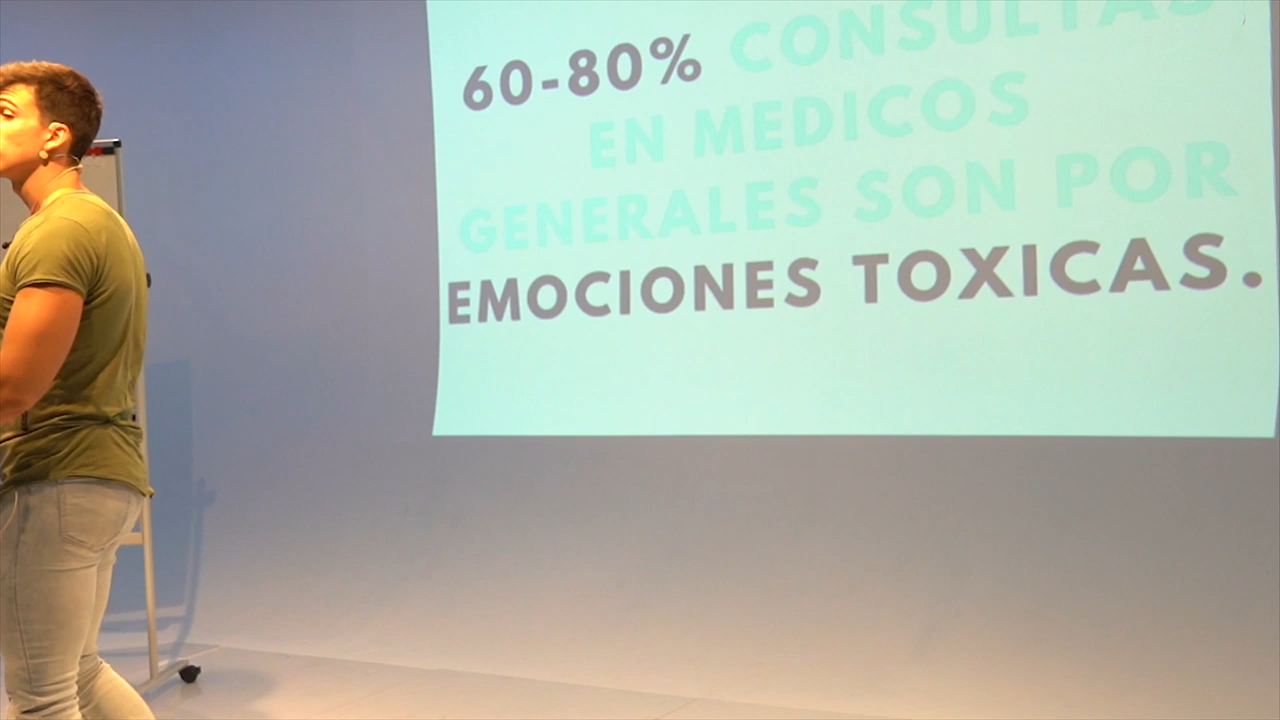 60-80% CONSULTAS
EN MEDICOS
GENERALES SON POR
EMOCIONES TOXICAS.